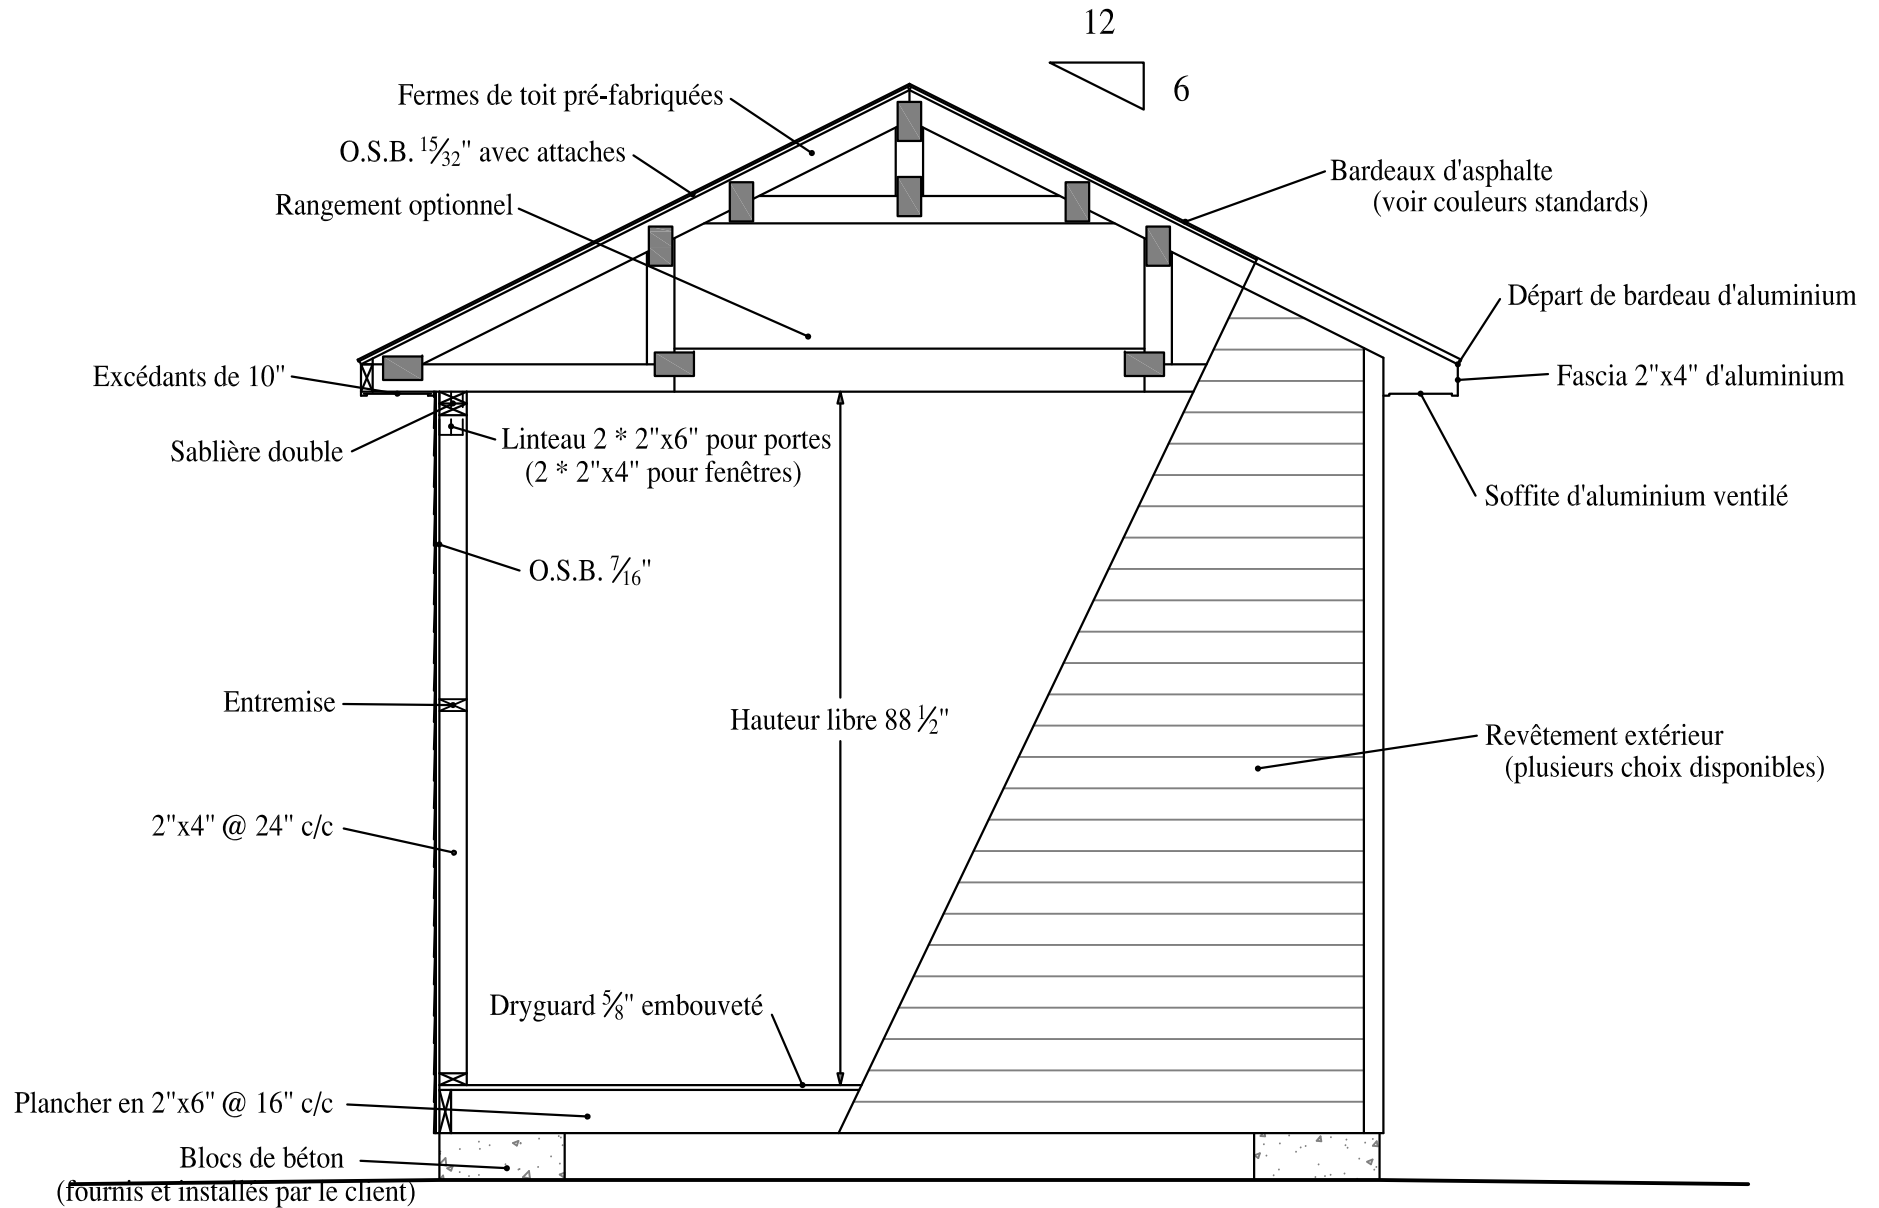 12
6
Fermes de toit pré-fabriquées
O.S.B. 15/32" avec attaches
Rangement optionnel
Bardeaux d'asphalte
(voir couleurs standards)
Départ de bardeau d'aluminium
Excédants de 10"
Fascia 2"x4" d'aluminium
Sablière double
Linteau 2 * 2"x6" pour portes
(2 * 2"x4" pour fenêtres)
Soffite d'aluminium ventilé
O.S.B. 7/16"
Entremise
Hauteur libre 88 1/2"
Revêtement extérieur
(plusieurs choix disponibles)
2"x4" @ 24" c/c
Dryguard 5/8" embouveté
Plancher en 2"x6" @ 16" c/c
Blocs de béton
(fournis et installés par le client)